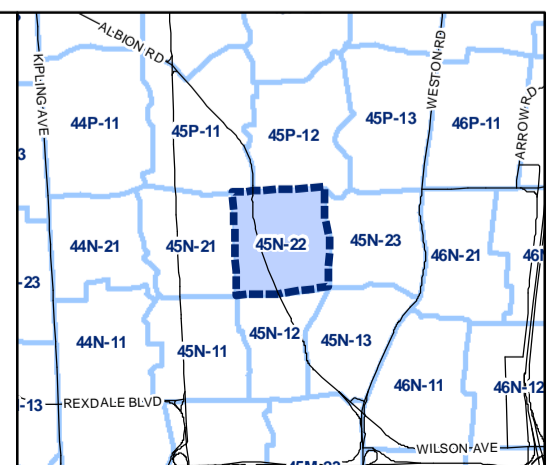 ALBION RD
KIPLING AVE
WESTON RD
ARROW RD
44P-11
45P-11
45P-12
45P-13
46P-11
3
44N-21
45N-21
45N-22
45N-23
46N-21
-23
44N-11
45N-11
45N-12
45N-13
46N-11
46N-12
-13
REXDALE BLVD
WILSON AVE